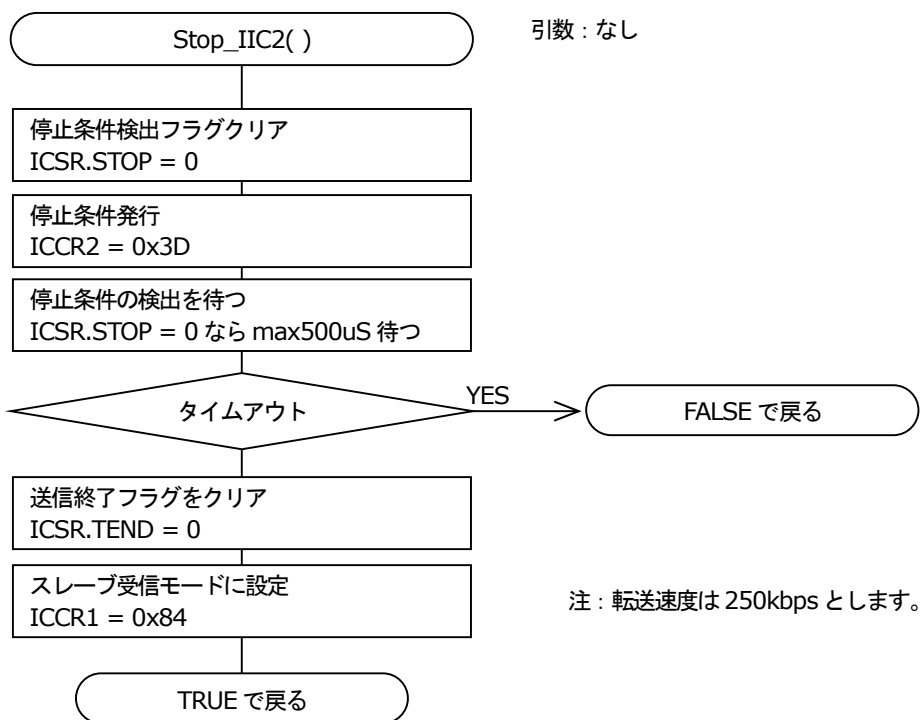 Stop_IIC2( )
引数：なし
停止条件検出フラグクリア
ICSR.STOP = 0
停止条件発行
ICCR2 = 0x3D
停止条件の検出を待つ
ICSR.STOP = 0 なら max500uS 待つ
タイムアウト
YES
FALSE で戻る
送信終了フラグをクリア
ICSR.TEND = 0
スレーブ受信モードに設定
ICCR1 = 0x84
注：転送速度は 250kbps とします。
TRUE で戻る